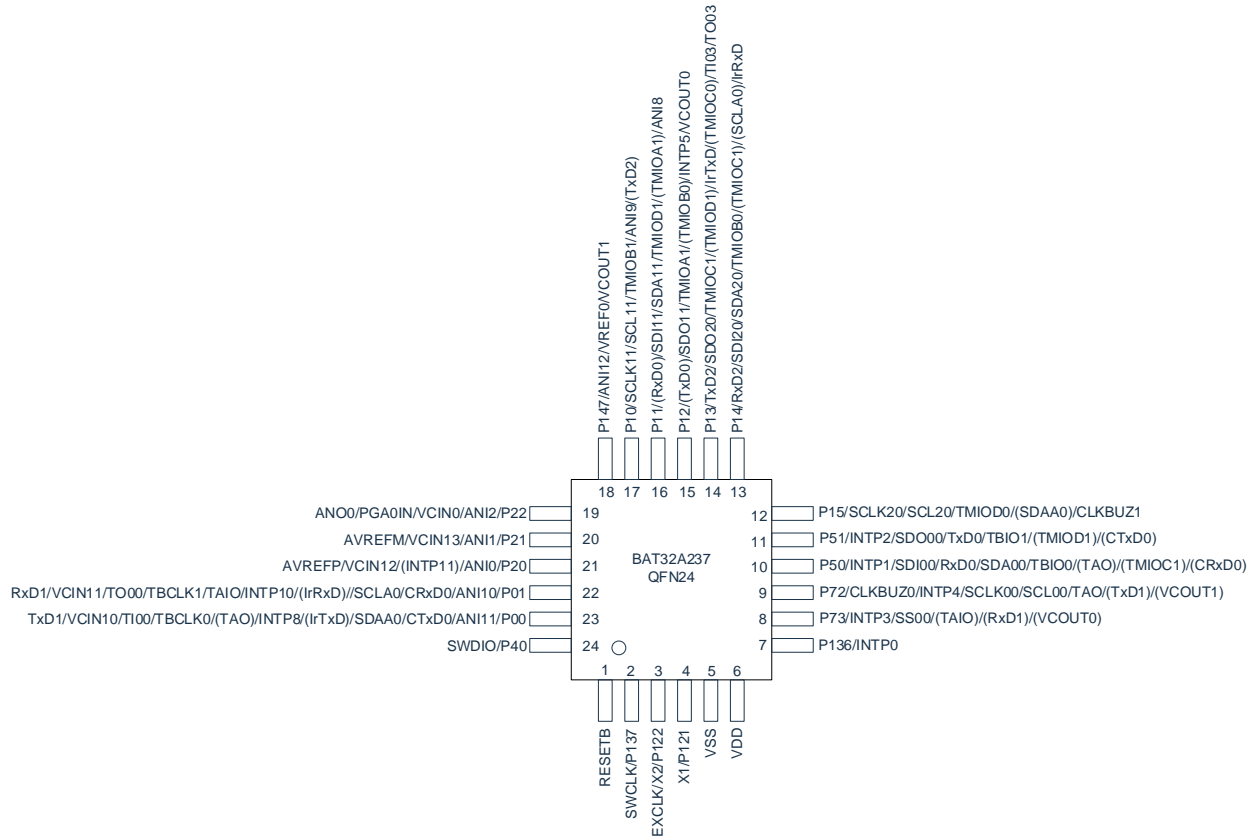 P147/ANI12/VREF0/VCOUT1
P10/SCLK11/SCL11/TMIOB1/ANI9/(TxD2)
P11/(RxD0)/SDI11/SDA11/TMIOD1/(TMIOA1)/ANI8
P12/(TxD0)/SDO11/TMIOA1/(TMIOB0)/INTP5/VCOUT0
P13/TxD2/SDO20/TMIOC1/(TMIOD1)/IrTxD/(TMIOC0)/TI03/TO03
P14/RxD2/SDI20/SDA20/TMIOB0/(TMIOC1)/(SCLA0)/IrRxD
18 17 16 15 14 13
ANO0/PGA0IN/VCIN0/ANI2/P22 19
AVREFM/VCIN13/ANI1/P21 20
AVREFP/VCIN12/(INTP11)/ANI0/P20 21
RxD1/VCIN11/TO00/TBCLK1/TAIO/INTP10/(IrRxD)//SCLA0/CRxD0/ANI10/P01 22
TxD1/VCIN10/TI00/TBCLK0/(TAO)/INTP8/(IrTxD)/SDAA0/CTxD0/ANI11/P00 23
SWDIO/P40 24
BAT32A237
QFN24
12 P15/SCLK20/SCL20/TMIOD0/(SDAA0)/CLKBUZ1
11 P51/INTP2/SDO00/TxD0/TBIO1/(TMIOD1)/(CTxD0)
10 P50/INTP1/SDI00/RxD0/SDA00/TBIO0/(TAO)/(TMIOC1)/(CRxD0)
9 P72/CLKBUZ0/INTP4/SCLK00/SCL00/TAO/(TxD1)/(VCOUT1)
8 P73/INTP3/SS00/(TAIO)/(RxD1)/(VCOUT0)
7 P136/INTP0
1 2 3 4 5 6
RESETB
SWCLK/P137
EXCLK/X2/P122
X1/P121
VSS
VDD